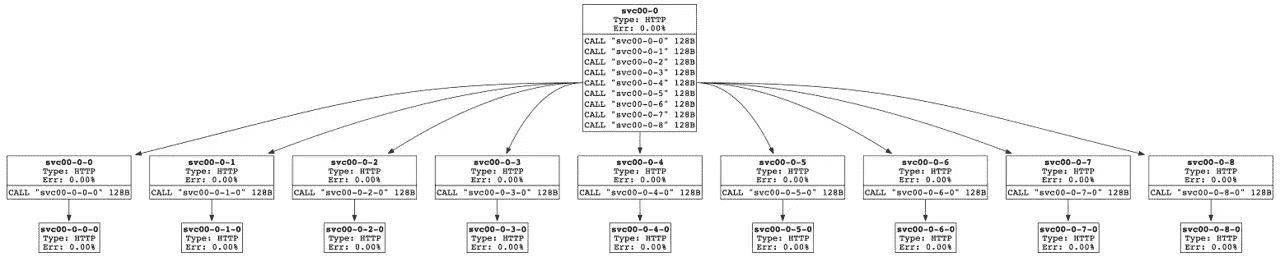 svc00-0
Type: HTTP
Err: 0.00%
CALL "svc00-0-0" 128B
CALL "svc00-0-1" 128B
CALL "svc00-0-2" 128B
CALL "svc00-0-3" 128B
CALL "svc00-0-4" 128B
CALL "svc00-0-5" 128B
CALL "svc00-0-6" 128B
CALL "svc00-0-7" 128B
CALL "svc00-0-8" 128B
svc00-0-0
Type: HTTP
Err: 0.00%
CALL "svc00-0-0-0" 128B
svc00-0-1
Type: HTTP
Err: 0.00%
CALL "svc00-0-1-0" 128B
svc00-0-2
Type: HTTP
Err: 0.00%
CALL "svc00-0-2-0" 128B
svc00-0-3
Type: HTTP
Err: 0.00%
CALL "svc00-0-3-0" 128B
svc00-0-4
Type: HTTP
Err: 0.00%
CALL "svc00-0-4-0" 128B
svc00-0-5
Type: HTTP
Err: 0.00%
CALL "svc00-0-5-0" 128B
svc00-0-6
Type: HTTP
Err: 0.00%
CALL "svc00-0-6-0" 128B
svc00-0-7
Type: HTTP
Err: 0.00%
CALL "svc00-0-7-0" 128B
svc00-0-8
Type: HTTP
Err: 0.00%
CALL "svc00-0-8-0" 128B
svc00-0-0-0
Type: HTTP
Err: 0.00%
svc00-0-1-0
Type: HTTP
Err: 0.00%
svc00-0-2-0
Type: HTTP
Err: 0.00%
svc00-0-3-0
Type: HTTP
Err: 0.00%
svc00-0-4-0
Type: HTTP
Err: 0.00%
svc00-0-5-0
Type: HTTP
Err: 0.00%
svc00-0-6-0
Type: HTTP
Err: 0.00%
svc00-0-7-0
Type: HTTP
Err: 0.00%
svc00-0-8-0
Type: HTTP
Err: 0.00%